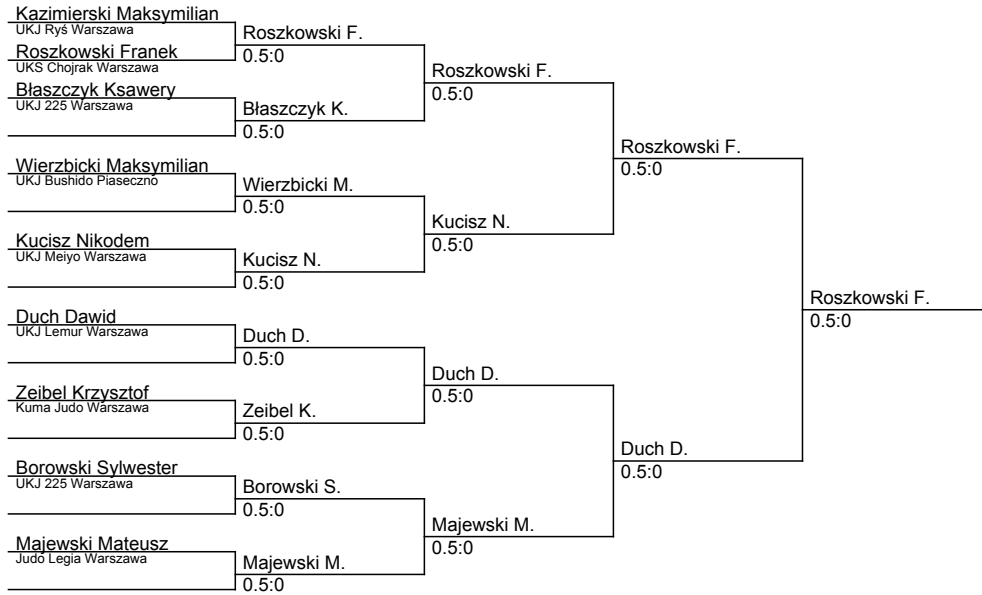 Kazimierski Maksymilian
UKJ Ryś Warszawa
Roszkowski F.
0.5:0
Roszkowski Franek
UKS Chojrak Warszawa
Roszkowski F.
0.5:0
Błaszczyk Ksawery
UKJ 225 Warszawa
Błaszczyk K.
0.5:0
Roszkowski F.
0.5:0
Wierzbicki Maksymilian
UKJ Bushido Piaseczno
Wierzbicki M.
0.5:0
Kucisz N.
0.5:0
Kucisz Nikodem
UKJ Meiyo Warszawa
Kucisz N.
0.5:0
Roszkowski F.
0.5:0
Duch Dawid
UKJ Lemur Warszawa
Duch D.
0.5:0
Duch D.
0.5:0
Zeibel Krzysztof
Kuma Judo Warszawa
Zeibel K.
0.5:0
Duch D.
0.5:0
Borowski Sylwester
UKJ 225 Warszawa
Borowski S.
0.5:0
Majewski M.
0.5:0
Majewski Mateusz
Judo Legia Warszawa
Majewski M.
0.5:0